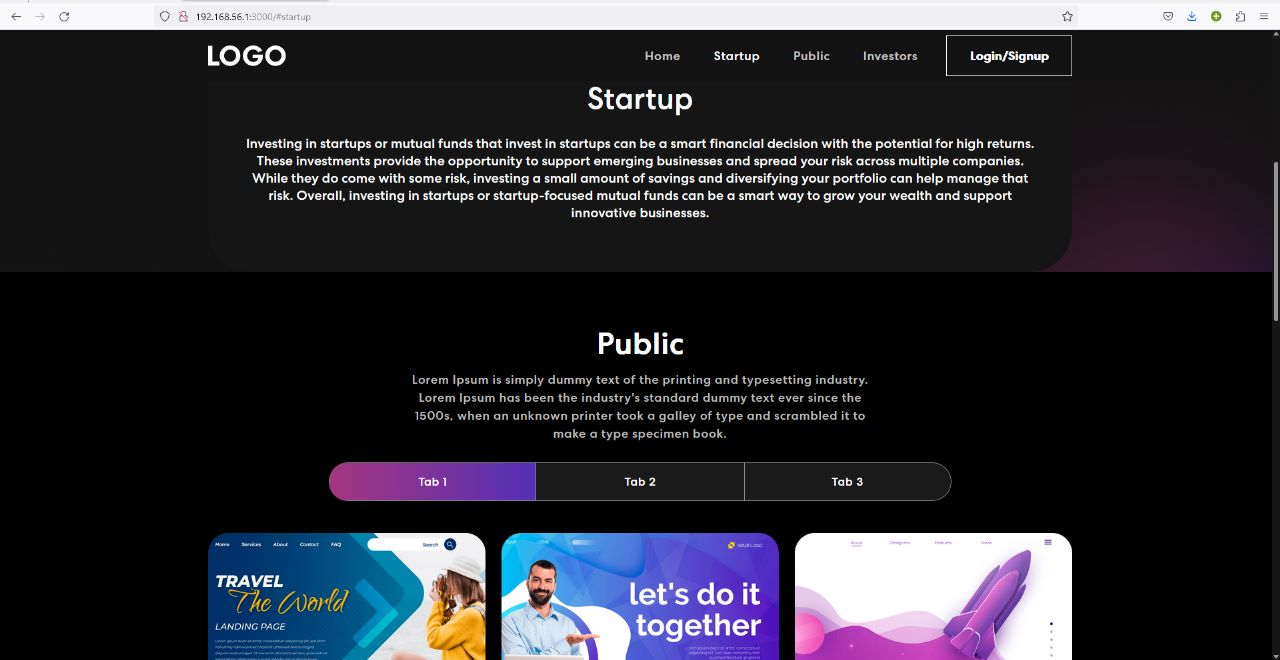 192.168.56.1:3000/#startup
LOGO
Home Startup Public Investors Login/Signup
Startup
Investing in startups or mutual funds that invest in startups can be a smart financial decision with the potential for high returns.
These investments provide the opportunity to support emerging businesses and spread your risk across multiple companies.
While they do come with some risk, investing a small amount of savings and diversifying your portfolio can help manage that
risk. Overall, investing in startups or startup-focused mutual funds can be a smart way to grow your wealth and support
innovative businesses.
Public
Lorem Ipsum is simply dummy text of the printing and typesetting industry.
Lorem Ipsum has been the industry's standard dummy text ever since the
1500s, when an unknown printer took a galley of type and scrambled it to
make a type specimen book.
Tab 1 Tab 2 Tab 3
Home Services About Contact FAQ Search
TRAVEL
The World
LANDING PAGE
TEAM LOGIN YOUR LOGO
let's do it
together
About Designers Features News